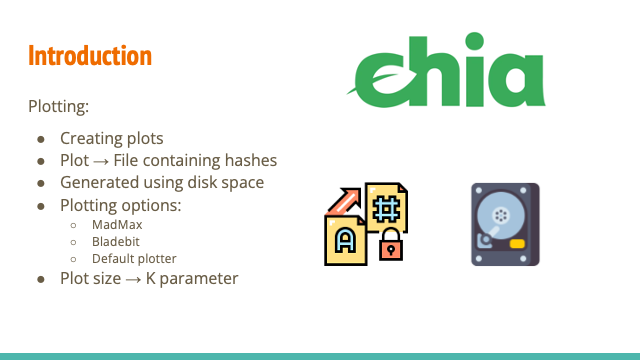 Introduction
chia
Plotting:
● Creating plots
● Plot → File containing hashes
● Generated using disk space
● Plotting options:
○ MadMax
○ Bladebit
○ Default plotter
● Plot size → K parameter
#
A